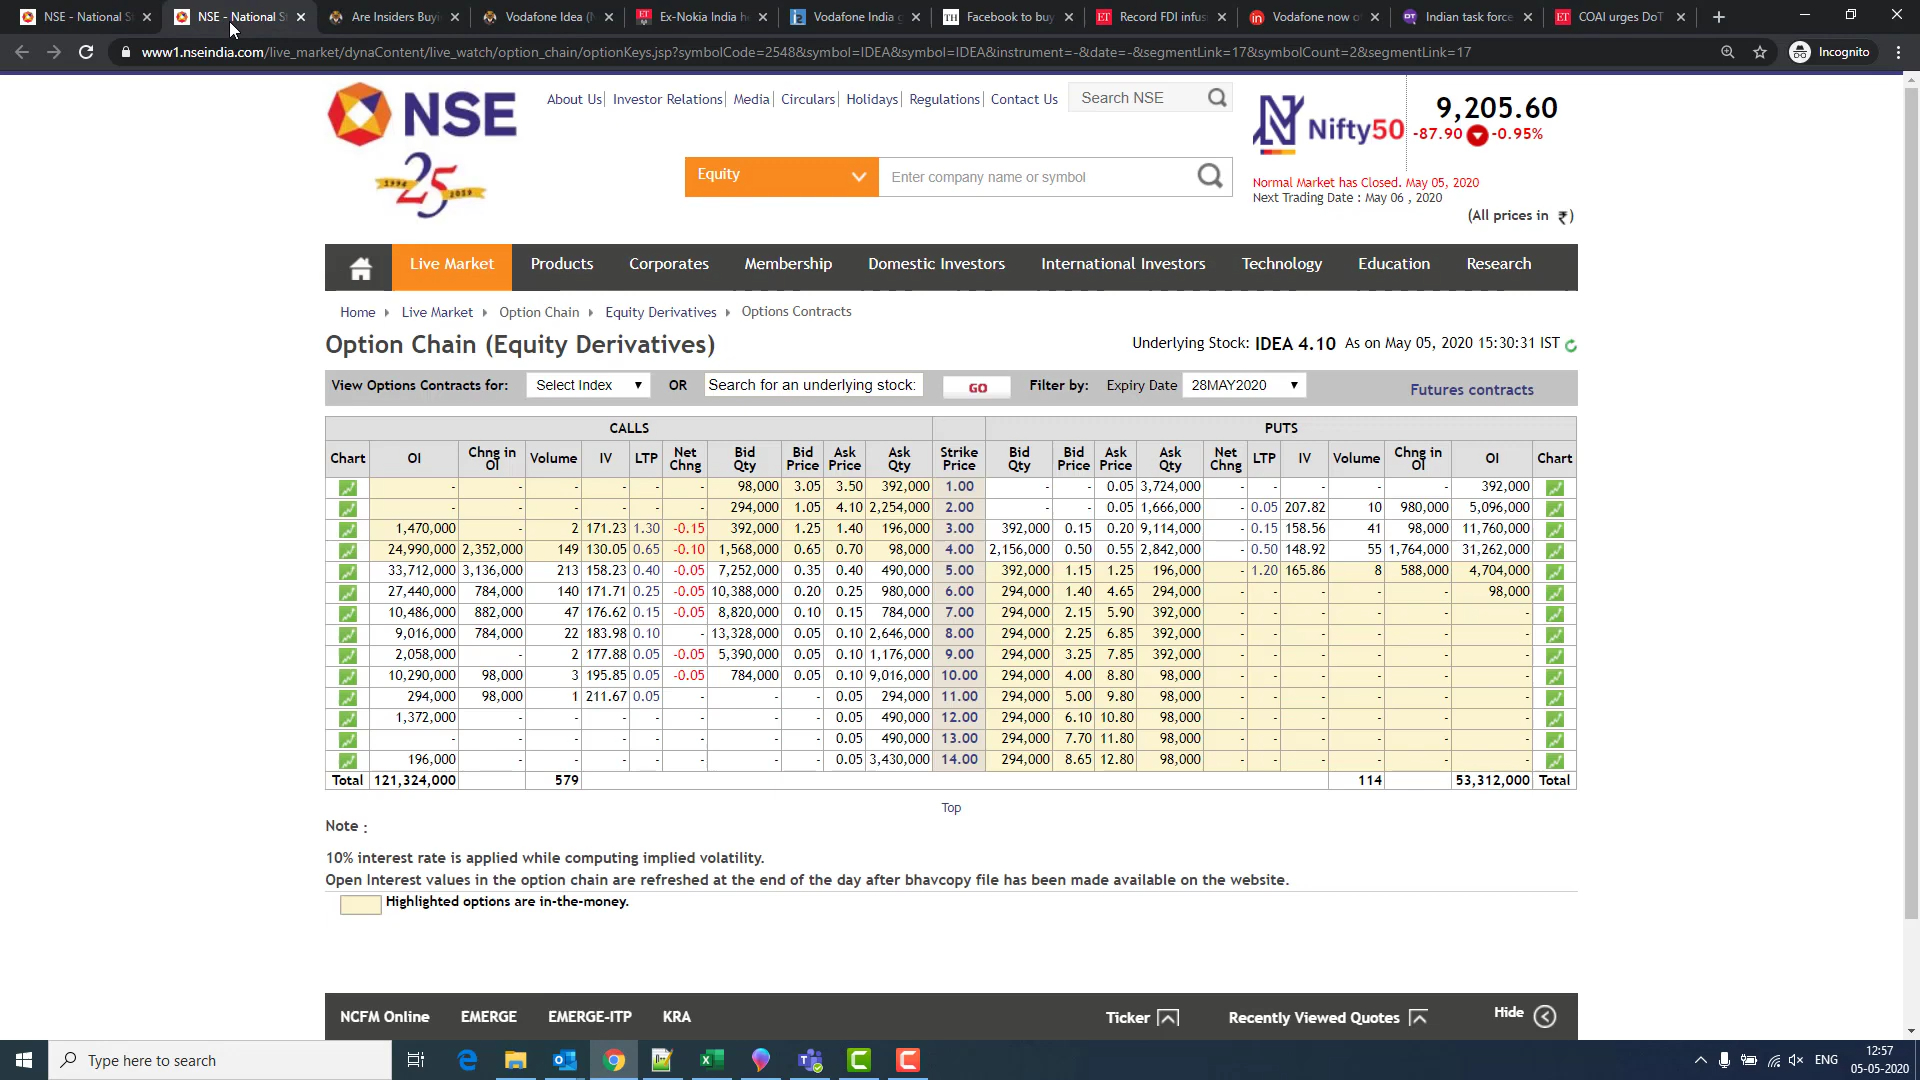 NSE - National S
NSE - National S
Are Insiders Buyi
Vodafone Idea (N
Ex-Nokia India h
Vodafone India g
Facebook to buy
Record FDI infus
Vodafone now o
Indian task force
COAI urges DoT
www1.nseindia.com/live_market/dynaContent/live_watch/option_chain/optionKeys.jsp?symbolCode=2548&symbol=IDEA&symbol=IDEA&instrument=-&date=-&segmentLink=17&symbolCount=2&segmentLink=17
Incognito
NSE
25
1994 2019
About Us| Investor Relations| Media| Circulars| Holidays| Regulations| Contact Us
Search NSE
Equity
Enter company name or symbol
Nifty50
9,205.60
-87.90 -0.95%
Normal Market has Closed. May 05, 2020
Next Trading Date : May 06 , 2020
(All prices in ₹)
Live Market Products Corporates Membership Domestic Investors International Investors Technology Education Research
Home Live Market Option Chain Equity Derivatives Options Contracts
Option Chain (Equity Derivatives)
Underlying Stock: IDEA 4.10 As on May 05, 2020 15:30:31 IST
View Options Contracts for: Select Index OR Search for an underlying stock: GO Filter by: Expiry Date 28MAY2020 Futures contracts
CALLS PUTS
Chart OI Chng in OI Volume IV LTP Net Chng Bid Qty Bid Price Ask Price Ask Qty Strike Price Bid Qty Bid Price Ask Price Ask Qty Net Chng LTP IV Volume Chng in OI OI Chart
- - - - - - 98,000 3.05 3.50 392,000 1.00 - - 0.05 3,724,000 - - - - - 392,000
- - - - - - 294,000 1.05 4.10 2,254,000 2.00 - - 0.05 1,666,000 - 0.05 207.82 10 980,000 5,096,000
1,470,000 - 2 171.23 1.30 -0.15 392,000 1.25 1.40 196,000 3.00 392,000 0.15 0.20 9,114,000 - 0.15 158.56 41 98,000 11,760,000
24,990,000 2,352,000 149 130.05 0.65 -0.10 1,568,000 0.65 0.70 98,000 4.00 2,156,000 0.50 0.55 2,842,000 - 0.50 148.92 55 1,764,000 31,262,000
33,712,000 3,136,000 213 158.23 0.40 -0.05 7,252,000 0.35 0.40 490,000 5.00 392,000 1.15 1.25 196,000 - 1.20 165.86 8 588,000 4,704,000
27,440,000 784,000 140 171.71 0.25 -0.05 10,388,000 0.20 0.25 980,000 6.00 294,000 1.40 4.65 294,000 - - - - - 98,000
10,486,000 882,000 47 176.62 0.15 -0.05 8,820,000 0.10 0.15 784,000 7.00 294,000 2.15 5.90 392,000 - - - - - -
9,016,000 784,000 22 183.98 0.10 - 13,328,000 0.05 0.10 2,646,000 8.00 294,000 2.25 6.85 392,000 - - - - - -
2,058,000 - 2 177.88 0.05 -0.05 5,390,000 0.05 0.10 1,176,000 9.00 294,000 3.25 7.85 392,000 - - - - - -
10,290,000 98,000 3 195.85 0.05 -0.05 784,000 0.05 0.10 9,016,000 10.00 294,000 4.00 8.80 98,000 - - - - - -
294,000 98,000 1 211.67 0.05 - - - 0.05 294,000 11.00 294,000 5.00 9.80 98,000 - - - - - -
1,372,000 - - - - - - - 0.05 490,000 12.00 294,000 6.10 10.80 98,000 - - - - - -
- - - - - - - - 0.05 490,000 13.00 294,000 7.70 11.80 98,000 - - - - - -
196,000 - - - - - - - 0.05 3,430,000 14.00 294,000 8.65 12.80 98,000 - - - - - -
Total 121,324,000 579 114 53,312,000 Total
Top
Note :
10% interest rate is applied while computing implied volatility.
Open Interest values in the option chain are refreshed at the end of the day after bhavcopy file has been made available on the website.
Highlighted options are in-the-money.
NCFM Online EMERGE EMERGE-ITP KRA Ticker Recently Viewed Quotes Hide
Type here to search
ENG
12:57
05-05-2020